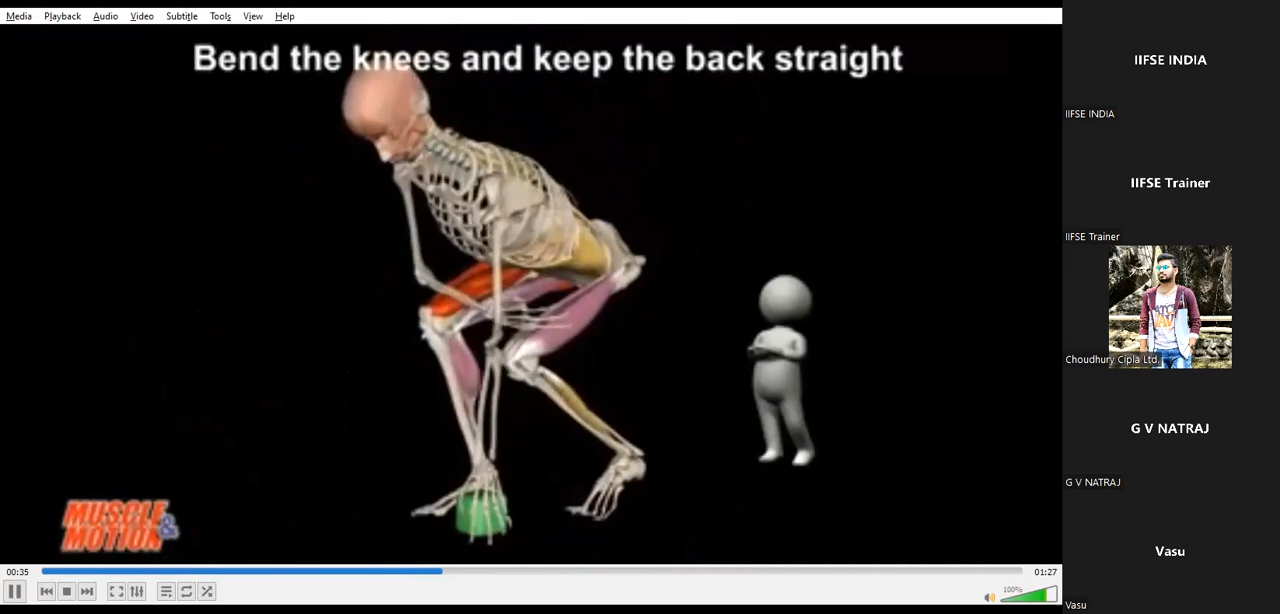 Media Playback Audio Video Subtitle Tools View Help
Bend the knees and keep the back straight
MUSCLE &
MOTION
00:35
01:27
100%
IIFSE INDIA
IIFSE INDIA
IIFSE Trainer
IIFSE Trainer
Choudhury Cipla Ltd.
G V NATRAJ
G V NATRAJ
Vasu
Vasu